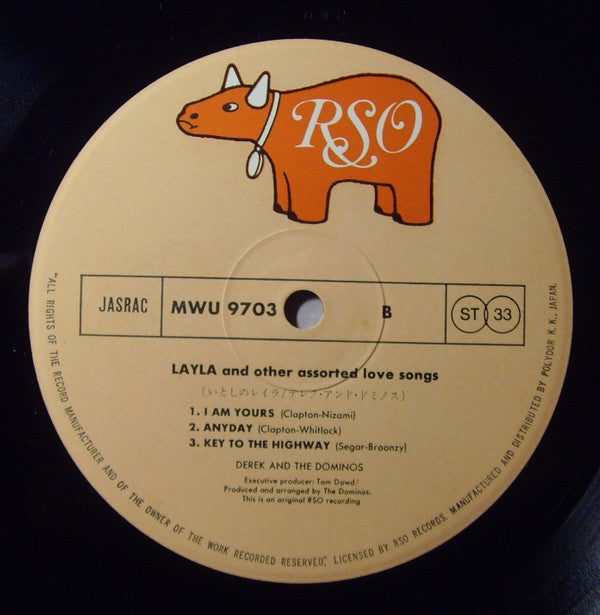 RSO
JASRAC
MWU 9703
B
ST 33
LAYLA and other assorted love songs
(いとしのレイラ/デレク・アンド・ドミノス)
1. I AM YOURS (Clapton-Nizami)
2. ANYDAY (Clapton-Whitlock)
3. KEY TO THE HIGHWAY (Segar-Broonzy)
DEREK AND THE DOMINOS
Executive producer: Tom Dowd/
Produced and arranged by The Dominos.
This is an original RSO recording
"ALL RIGHTS OF THE RECORD MANUFACTURER AND OF THE OWNER OF THE WORK RECORDED RESERVED," LICENSED BY RSO RECORDS. MANUFACTURED AND DISTRIBUTED BY POLYDOR K. K., JAPAN.